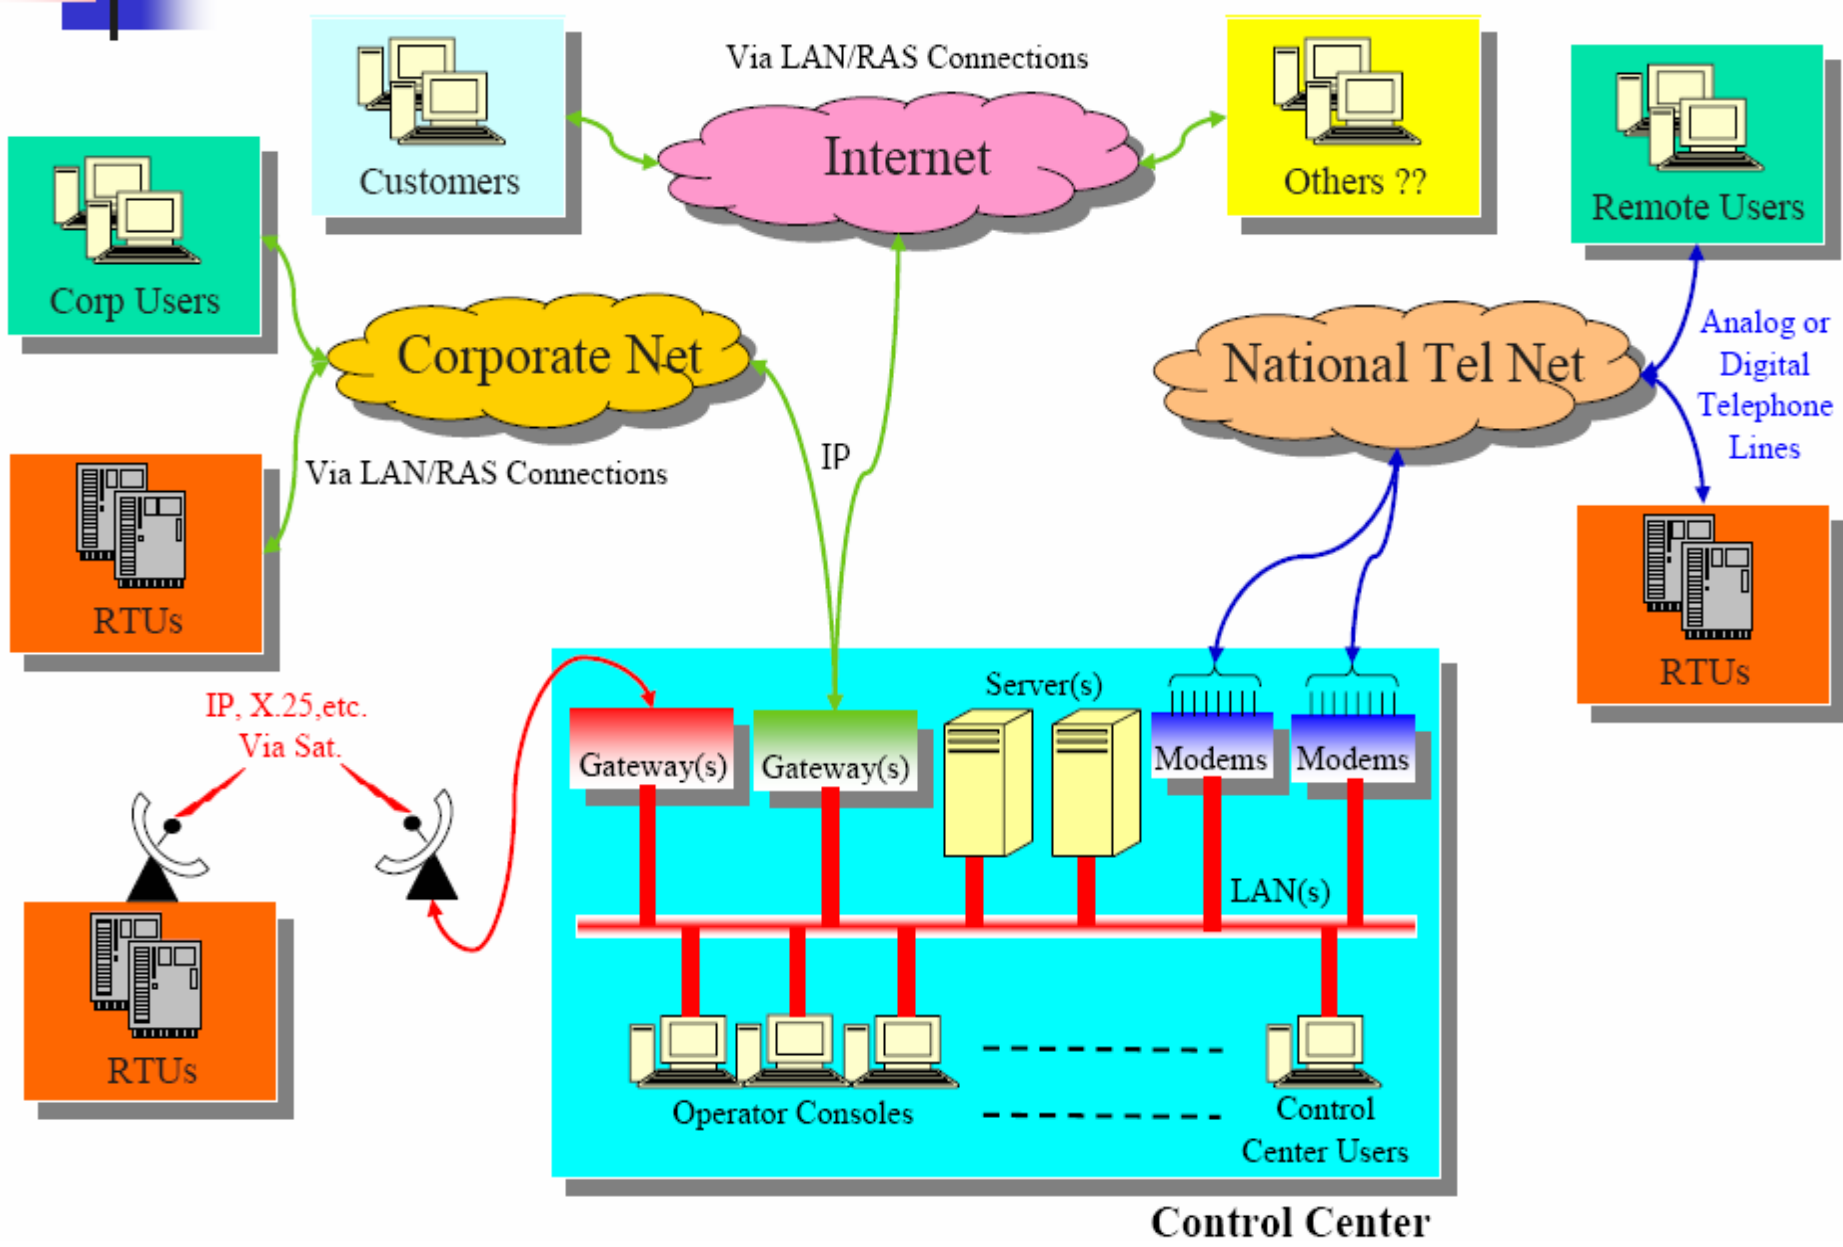 Via LAN/RAS Connections
Customers
Internet
Others ??
Remote Users
Corp Users
Corporate Net
National Tel Net
Analog or
Digital
Telephone
Lines
IP
Via LAN/RAS Connections
RTUs
RTUs
IP, X.25,etc.
Via Sat.
Server(s)
Gateway(s)
Gateway(s)
Modems
Modems
LAN(s)
RTUs
Operator Consoles
Control
Center Users
Control Center